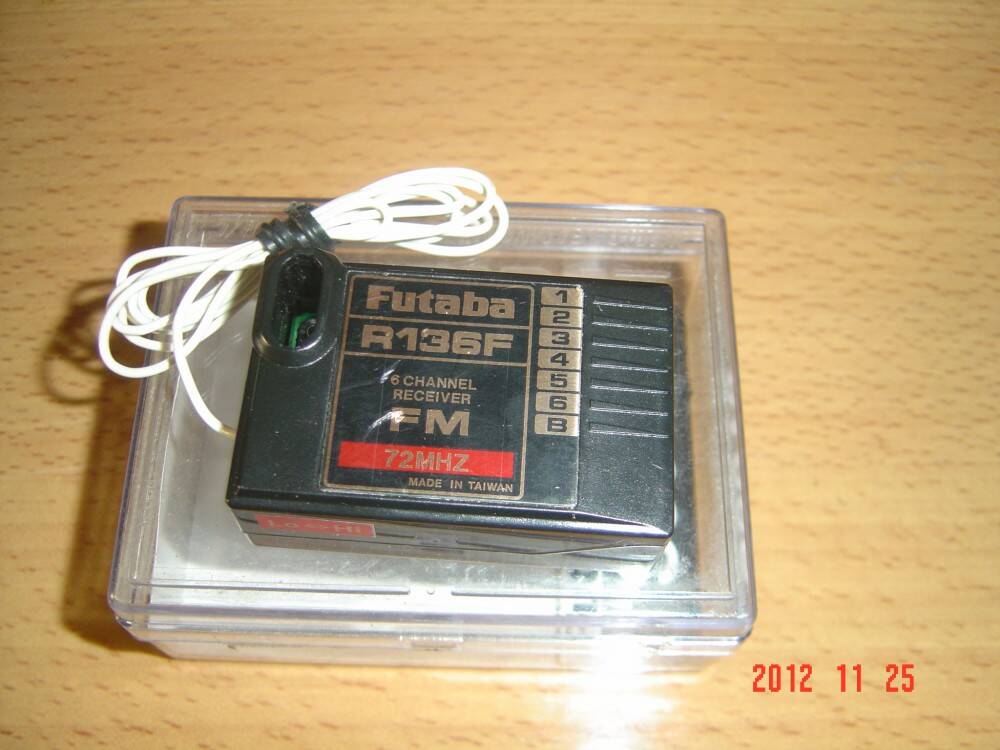 Futaba
R136F
6 CHANNEL
RECEIVER
FM
72MHZ
MADE IN TAIWAN
1
2
3
4
5
6
B
Lo⇔Hi
2012 11 25